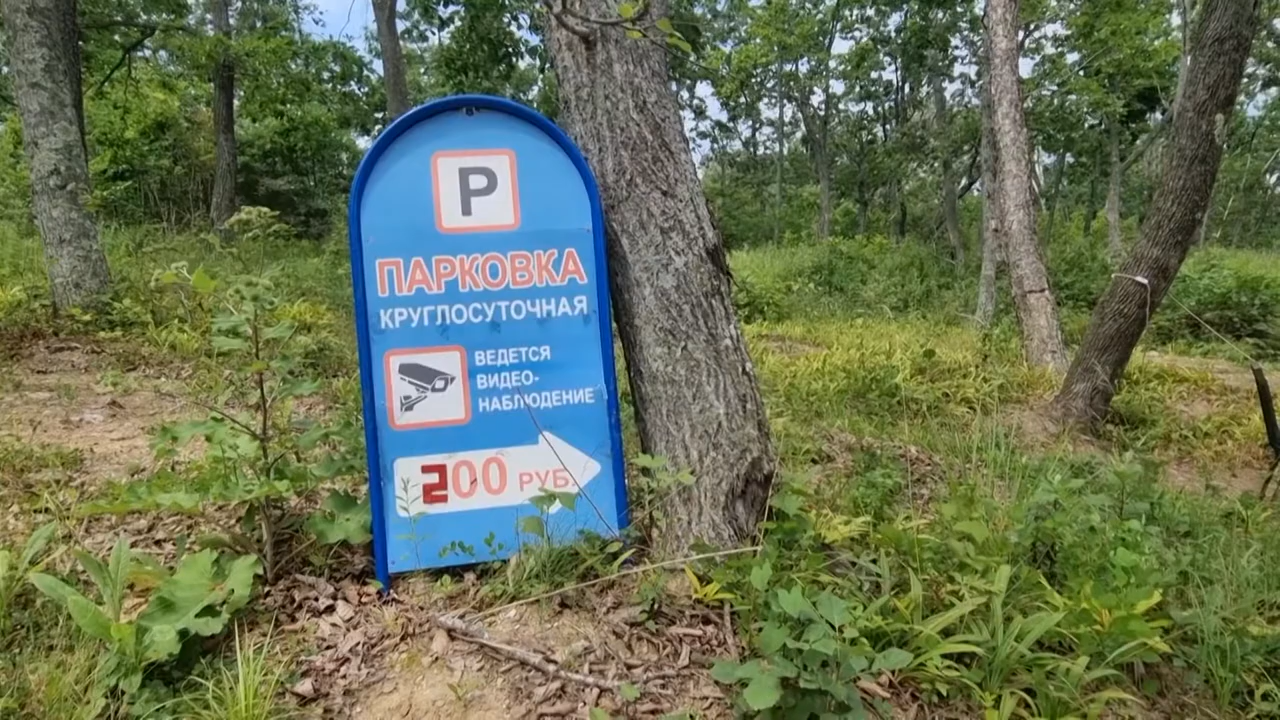 P
ПАРКОВКА
КРУГЛОСУТОЧНАЯ
ВЕДЕТСЯ
ВИДЕО-
НАБЛЮДЕНИЕ
200 РУБ.